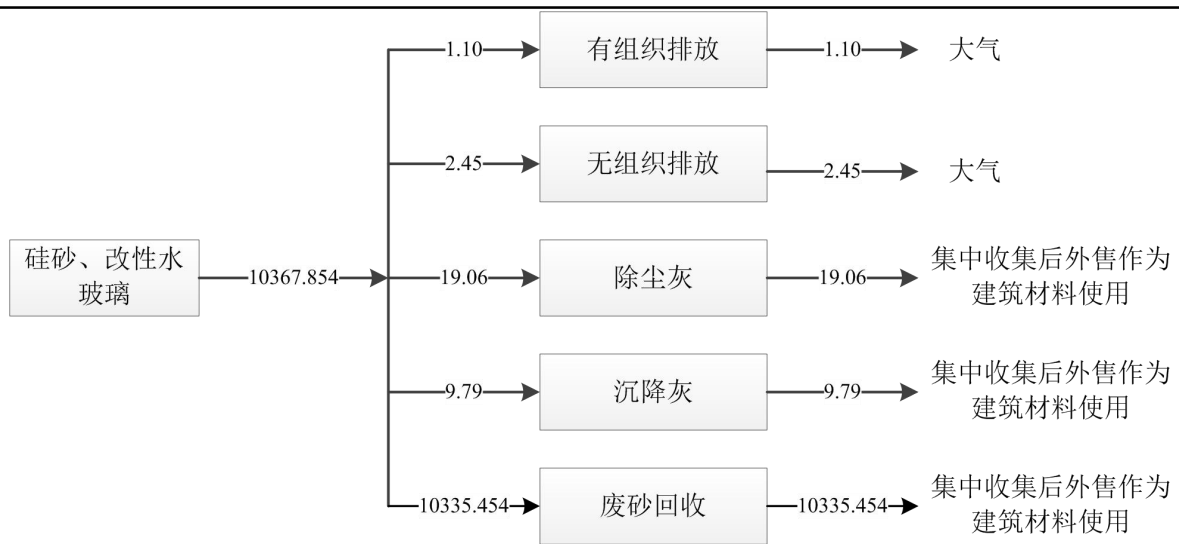 1.10
有组织排放
1.10
大气
2.45
无组织排放
2.45
大气
硅砂、改性水
玻璃
10367.854
19.06
除尘灰
19.06
集中收集后外售作为
建筑材料使用
9.79
沉降灰
9.79
集中收集后外售作为
建筑材料使用
10335.454
废砂回收
10335.454
集中收集后外售作为
建筑材料使用